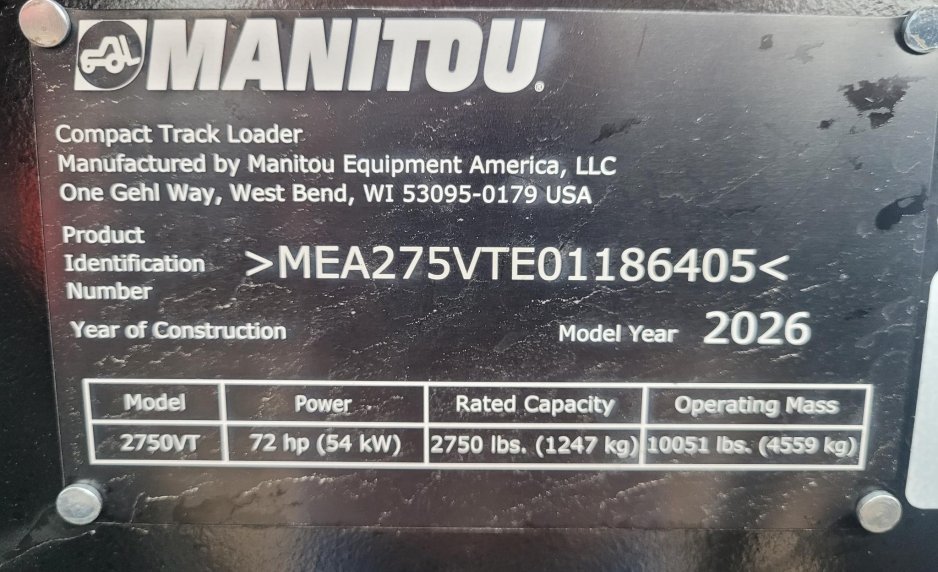 MANITOU®
Compact Track Loader
Manufactured by Manitou Equipment America, LLC
One Gehl Way, West Bend, WI 53095-0179 USA
Product
Identification
Number
>MEA275VTE01186405<
Year of Construction
Model Year 2026
Model Power Rated Capacity Operating Mass
2750VT 72 hp (54 kW) 2750 lbs. (1247 kg) 10051 lbs. (4559 kg)